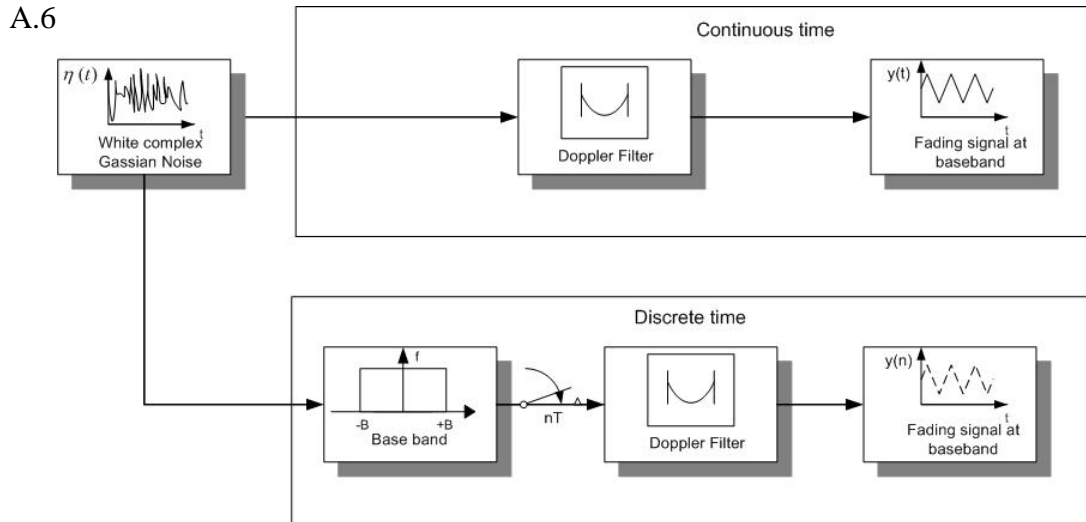 A.6
Continuous time
η (t)
t
White complex
Gassian Noise
Doppler Filter
y(t)
t
Fading signal at
baseband
Discrete time
f
-B
+B
Base band
nT
Doppler Filter
y(n)
t
Fading signal at
baseband